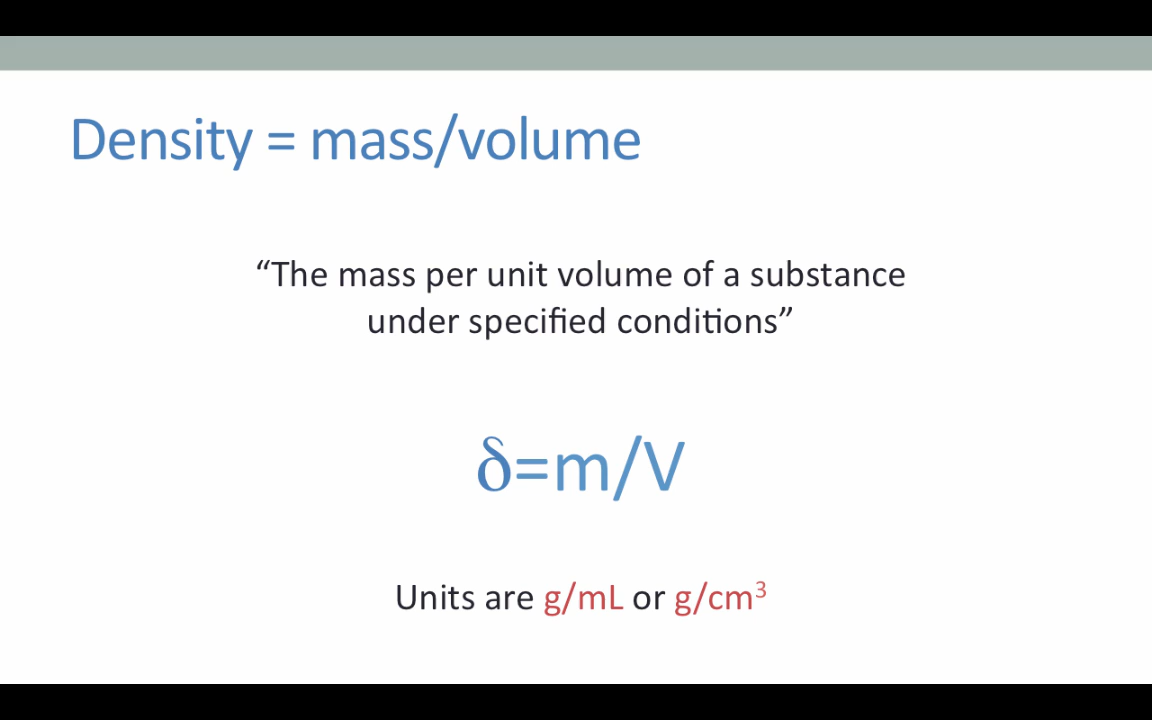 Density = mass/volume
“The mass per unit volume of a substance
under specified conditions”
δ=m/V
Units are g/mL or g/cm³